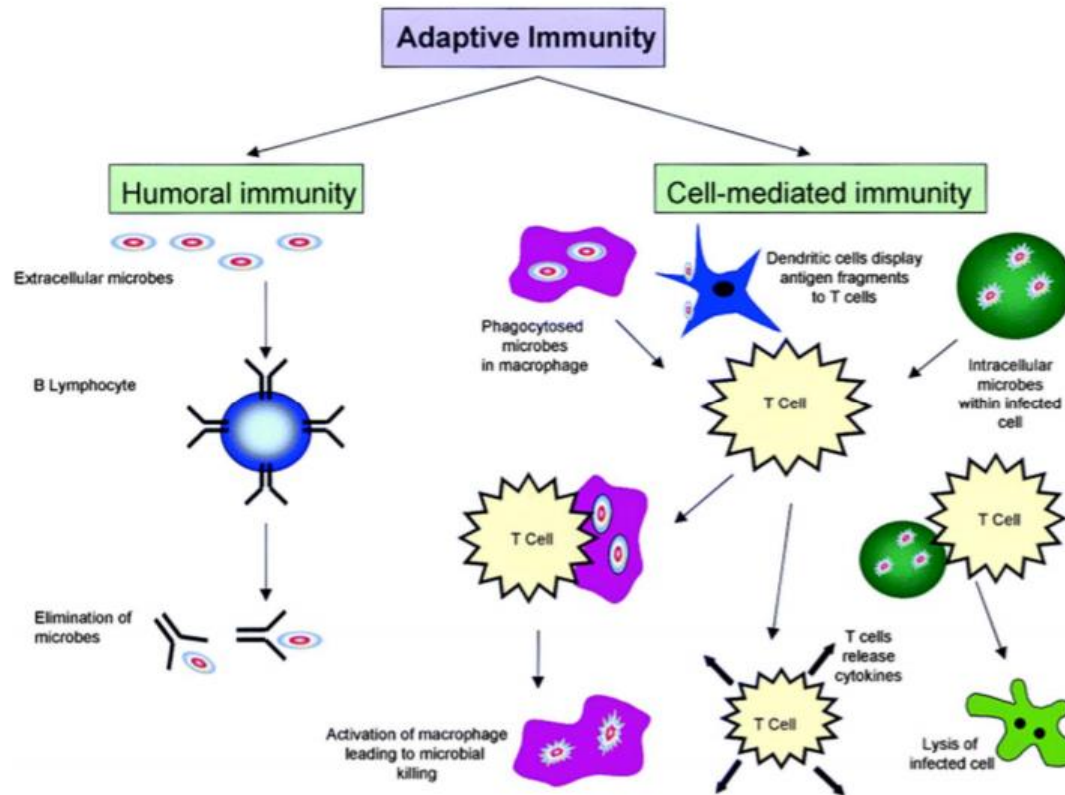 Adaptive Immunity
Humoral immunity
Cell-mediated immunity
Extracellular microbes
B Lymphocyte
Elimination of
microbes
Phagocytosed
microbes
in macrophage
Dendritic cells display
antigen fragments
to T cells
T Cell
Intracellular
microbes
within infected
cell
T Cell
T Cell
Activation of macrophage
leading to microbial
killing
T cells
release
cytokines
T Cell
Lysis of
infected cell